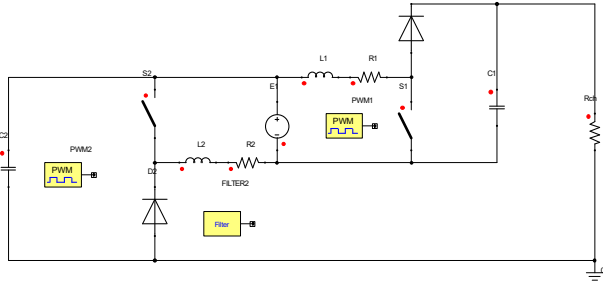 L1
R1
S2
E1
S1
C1
Rch
PWM1
PWM
C2
PWM2
L2
R2
PWM
D2
FILTER2
Filter